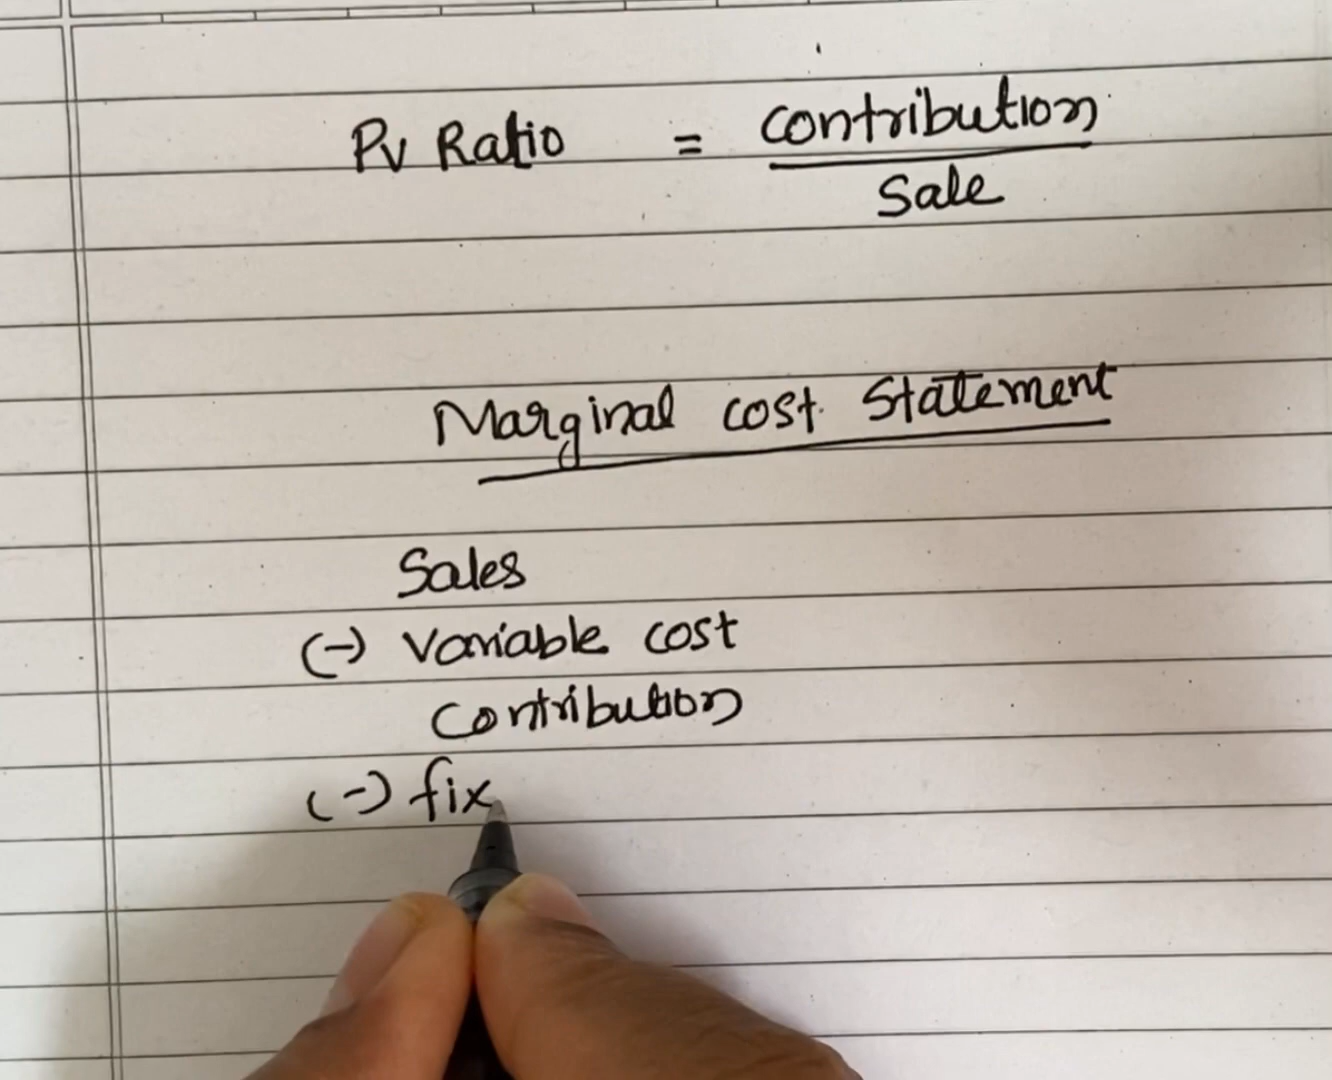 Pv Ratio = Contribution
Sale
Marginal cost Statement
Sales
(-) Variable cost
Contribution
(-) fix